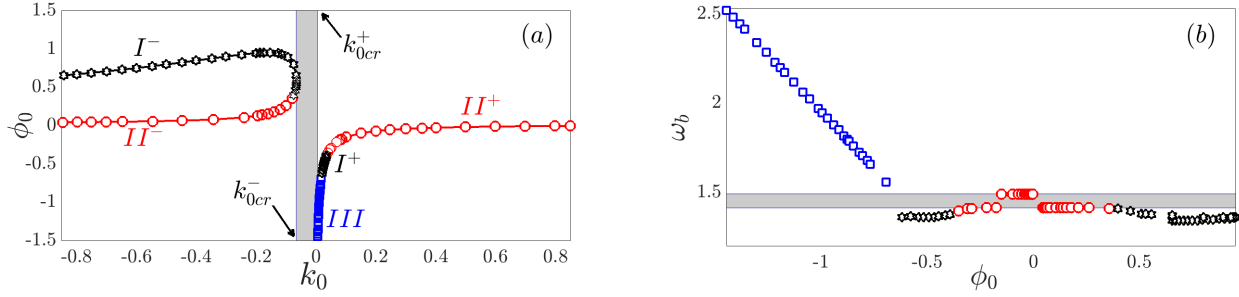 1.5
1
0.5
0
-0.5
-1
-1.5
ϕ₀
I⁻
II⁻
k⁺₀cr
(a)
II⁺
I⁺
k⁻₀cr
III
-0.8 -0.6 -0.4 -0.2 0 0.2 0.4 0.6 0.8
k₀
2.5
2
1.5
ω_b
(b)
-1 -0.5 0 0.5
ϕ₀